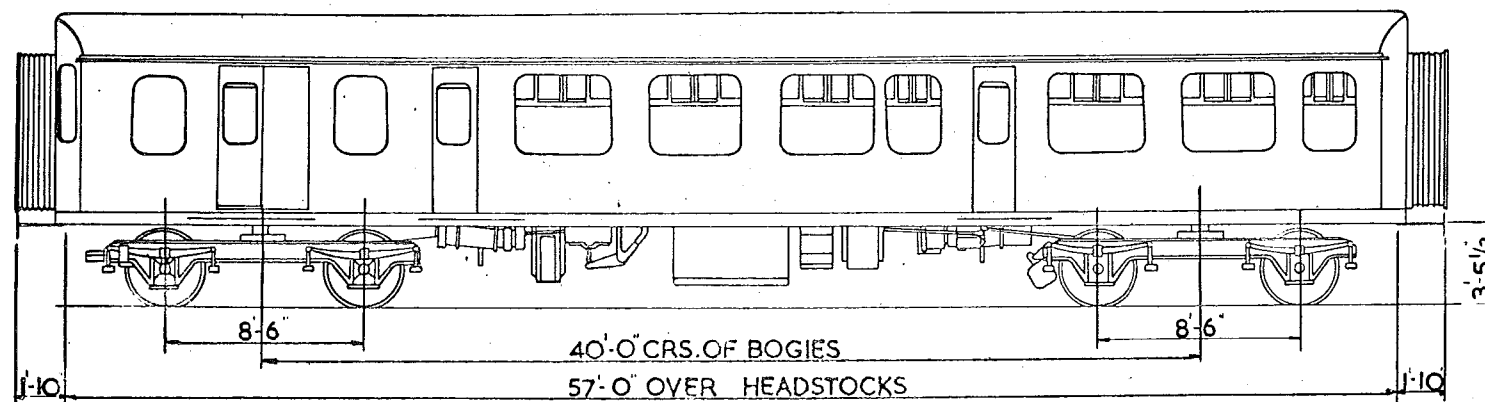 3'-5½
8'-6" 8'-6"
40'-0" CRS. OF BOGIES
1'-10 57'-0" OVER HEADSTOCKS 1'-10